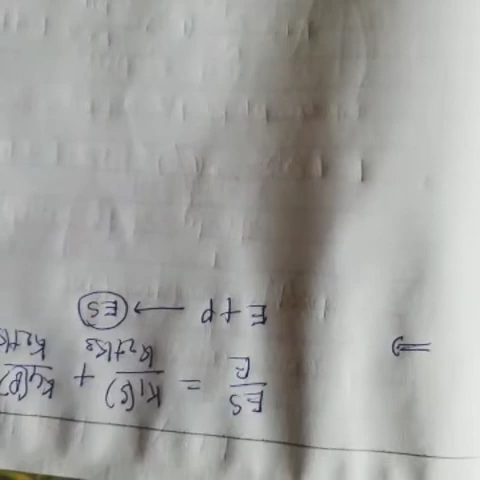 ⇒ ES/E = K1(S)/K2+K3 + K4(P)/K2+K3
E + P → ES